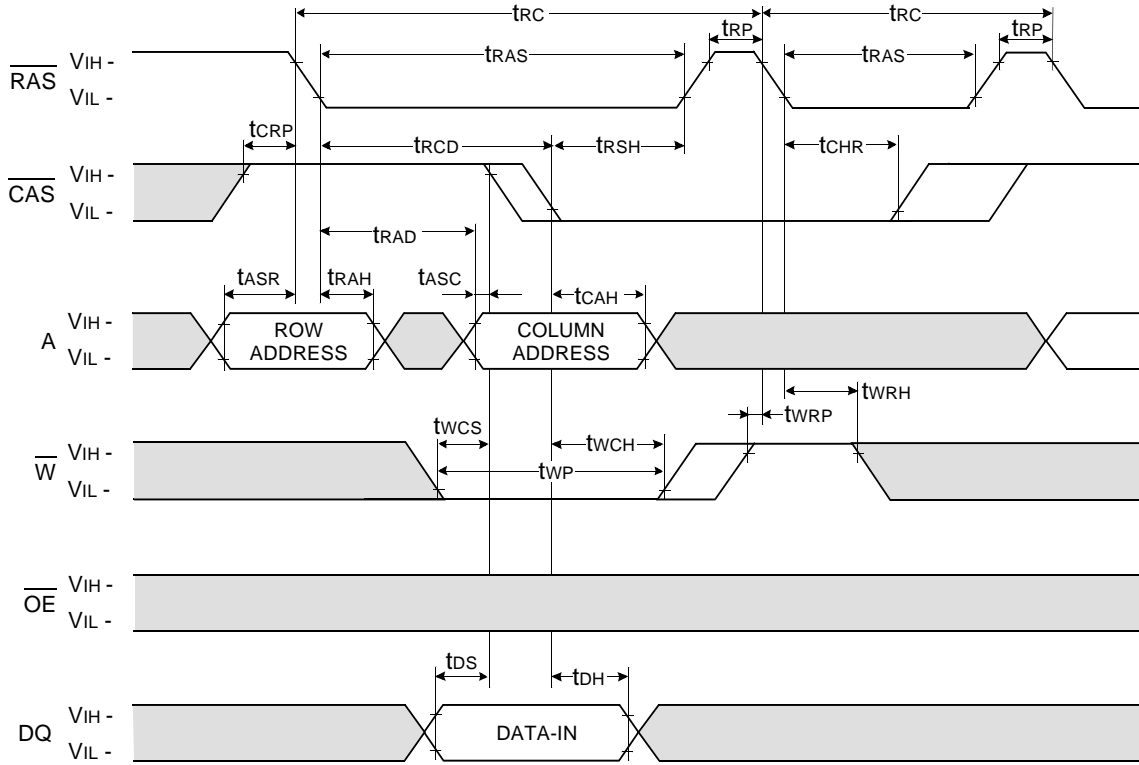 tRC tRC
tRP tRP
tRAS tRAS
RAS VIH -
VIL -
tCRP tRCD tRSH tCHR
CAS VIH -
VIL -
tRAD
tASR tRAH tASC tCAH
A VIH -
VIL -
ROW ADDRESS
COLUMN ADDRESS
tWRH
tWRP
tWCS tWCH
tWP
W VIH -
VIL -
OE VIH -
VIL -
tDS tDH
DQ VIH -
VIL -
DATA-IN